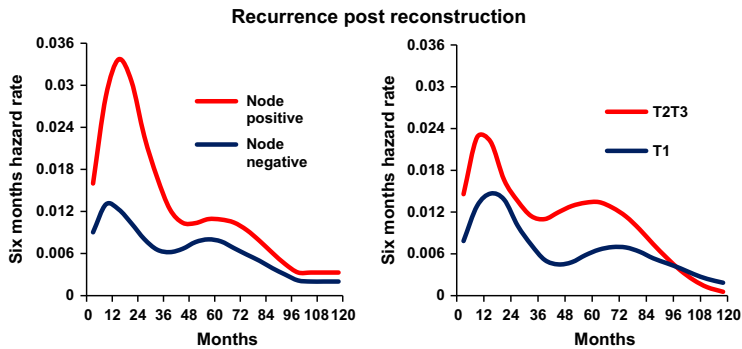 Recurrence post reconstruction
Six months hazard rate
0.036
0.03
0.024
0.018
0.012
0.006
0
Node
positive
Node
negative
0 12 24 36 48 60 72 84 96 108 120
Months
Six months hazard rate
0.036
0.03
0.024
0.018
0.012
0.006
0
T2T3
T1
0 12 24 36 48 60 72 84 96 108 120
Months